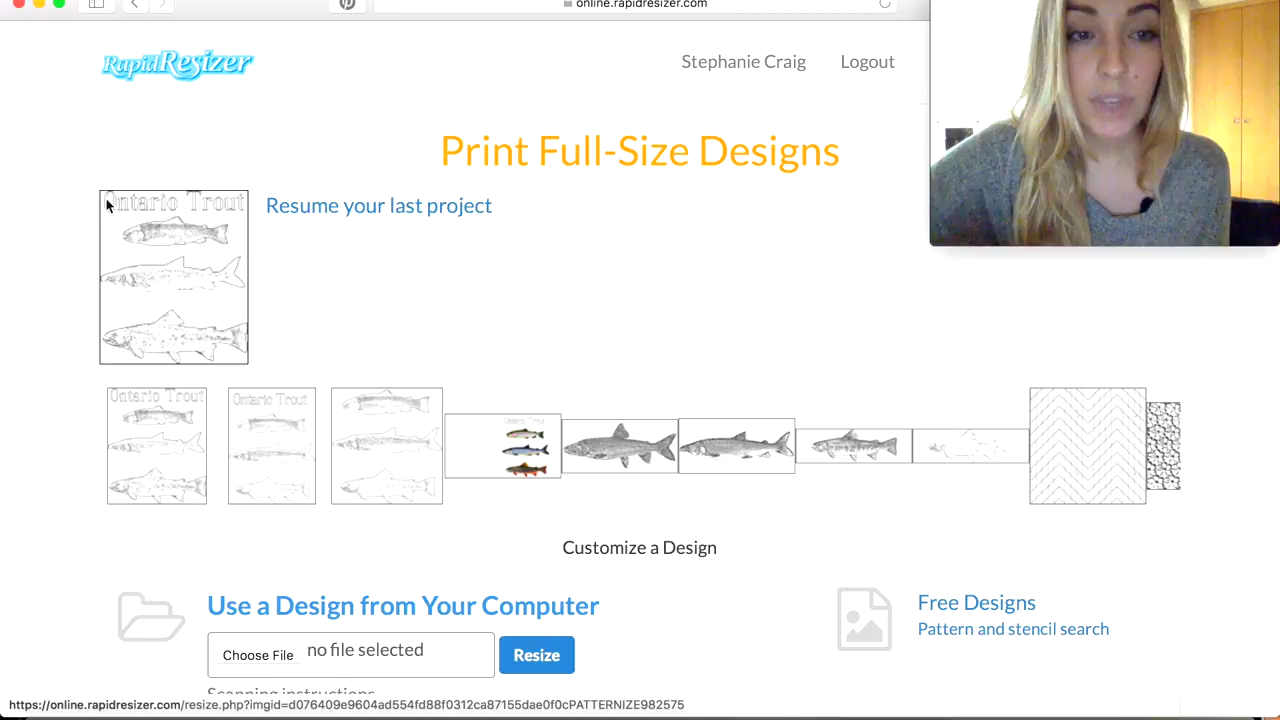 online.rapidresizer.com
RapidResizer
Stephanie Craig
Logout
Print Full-Size Designs
Ontario Trout
Resume your last project
Ontario Trout
Ontario Trout
Customize a Design
Use a Design from Your Computer
Choose File no file selected
Resize
Scanning instructions
Free Designs
Pattern and stencil search
https://online.rapidresizer.com/resize.php?imgid=d076409e9604ad554fd88f0312ca87155dae0f0cPATTERNIZE982575